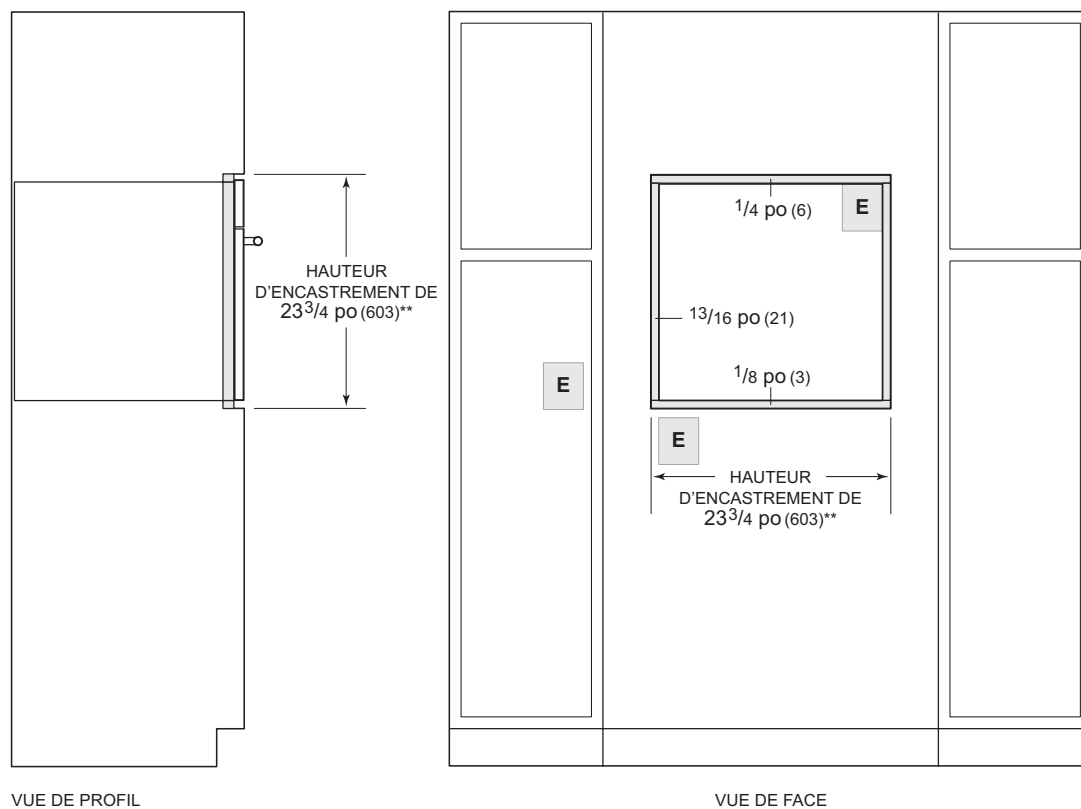 HAUTEUR
D'ENCASTREMENT DE
23 3/4 po (603)**
VUE DE PROFIL
1/4 po (6)
E
13/16 po (21)
E
1/8 po (3)
E
HAUTEUR
D'ENCASTREMENT DE
23 3/4 po (603)**
VUE DE FACE